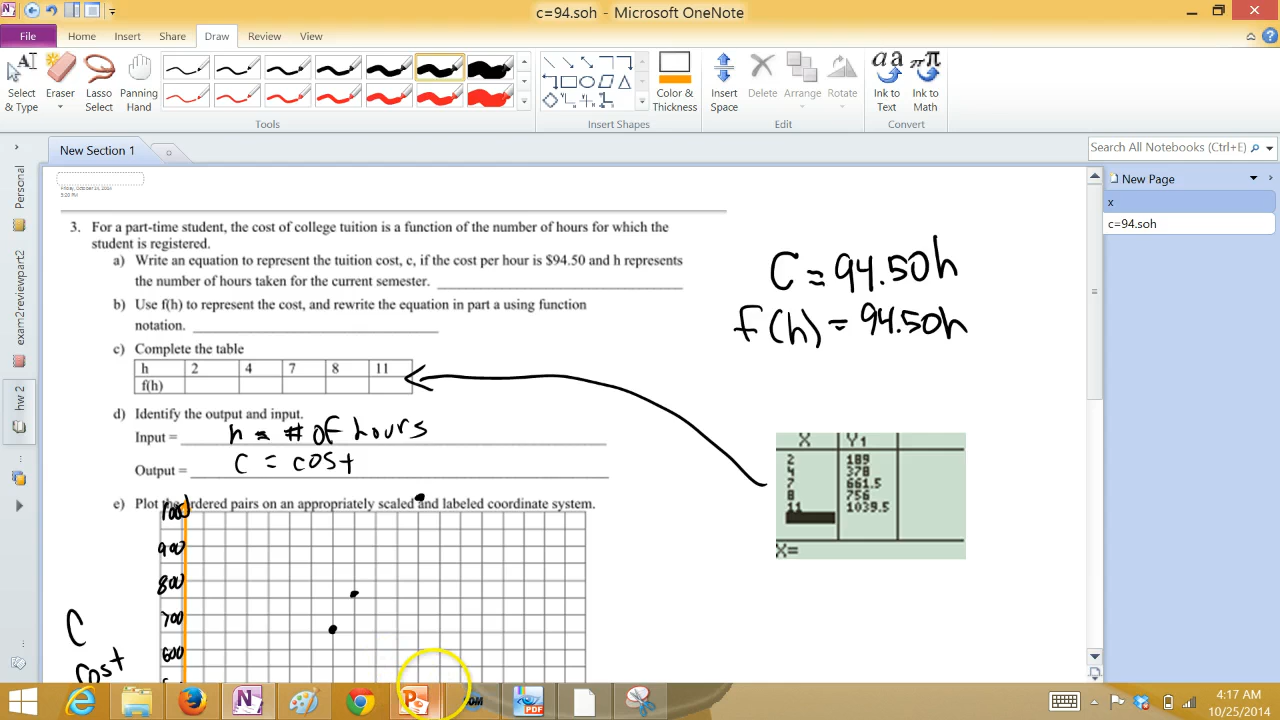 c=94.soh - Microsoft OneNote
File Home Insert Share Draw Review View
Select & Type
Eraser
Lasso Select
Panning Hand
Color & Thickness
Insert Space
Delete
Arrange
Rotate
Ink to Text
Ink to Math
Tools
Insert Shapes
Edit
Convert
New Section 1
Search All Notebooks (Ctrl+E)
Personal
exam2reviewpart2
hw 2
New Page
x
c=94.soh
3. For a part-time student, the cost of college tuition is a function of the number of hours for which the
student is registered.
a) Write an equation to represent the tuition cost, c, if the cost per hour is $94.50 and h represents
the number of hours taken for the current semester.
b) Use f(h) to represent the cost, and rewrite the equation in part a using function
notation.
c) Complete the table
h 2 4 7 8 11
f(h)
d) Identify the output and input.
Input = h = # of hours
Output = c = cost
e) Plot the ordered pairs on an appropriately scaled and labeled coordinate system.
1000
900
800
700
600
C
cost
C = 94.50h
f(h) = 94.50h
X Y1
2 189
4 378
7 661.5
8 756
11 1039.5
X=
4:17 AM
10/25/2014